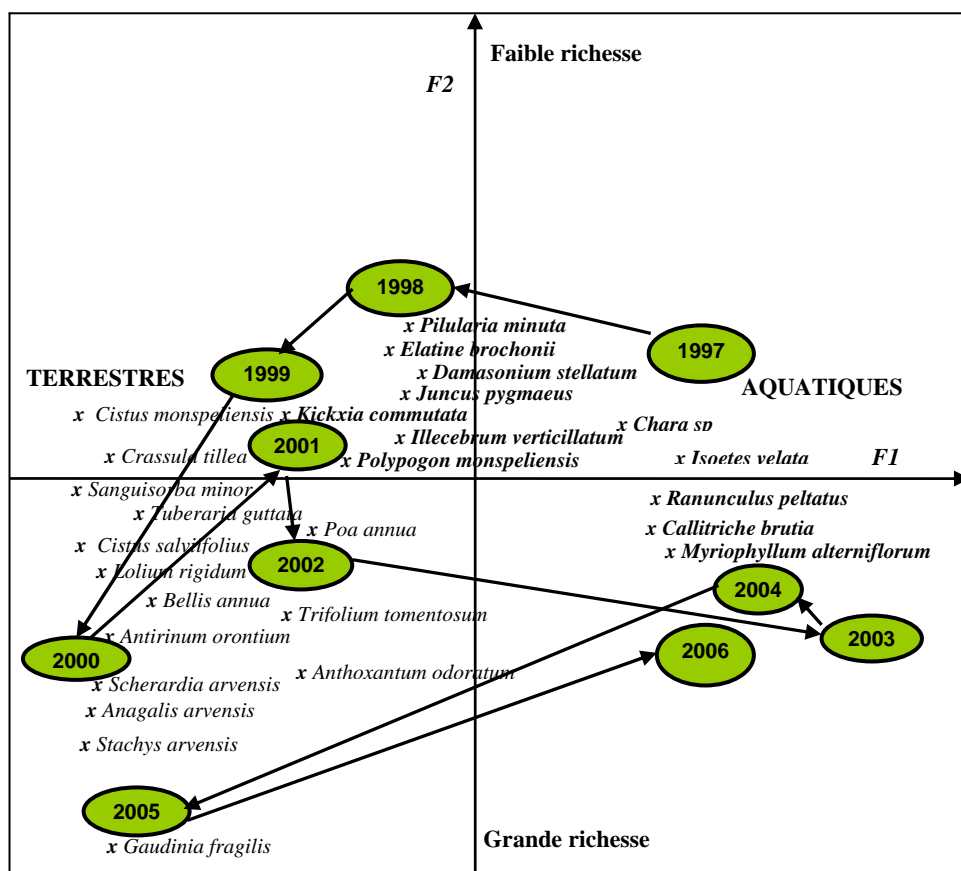 Faible richesse
F2
1998
x Pilularia minuta
1997
x Elatine brochonii
TERRESTRES
1999
x Damasonium stellatum
AQUATIQUES
x Juncus pygmaeus
x Cistus monspeliensis
x Kickxia commutata
x Chara sp
2001
x Illecebrum verticillatum
x Crassula tillea
x Polypogon monspeliensis
x Isoetes velata
F1
x Sanguisorba minor
x Ranunculus peltatus
x Tuberaria guttata
x Poa annua
x Callitriche brutia
x Cistus salviifolius
x Myriophyllum alterniflorum
2002
x Lolium rigidum
2004
x Bellis annua
x Trifolium tomentosum
x Antirinum orontium
2003
2000
2006
x Anthoxantum odoratum
x Scherardia arvensis
x Anagalis arvensis
x Stachys arvensis
2005
Grande richesse
x Gaudinia fragilis